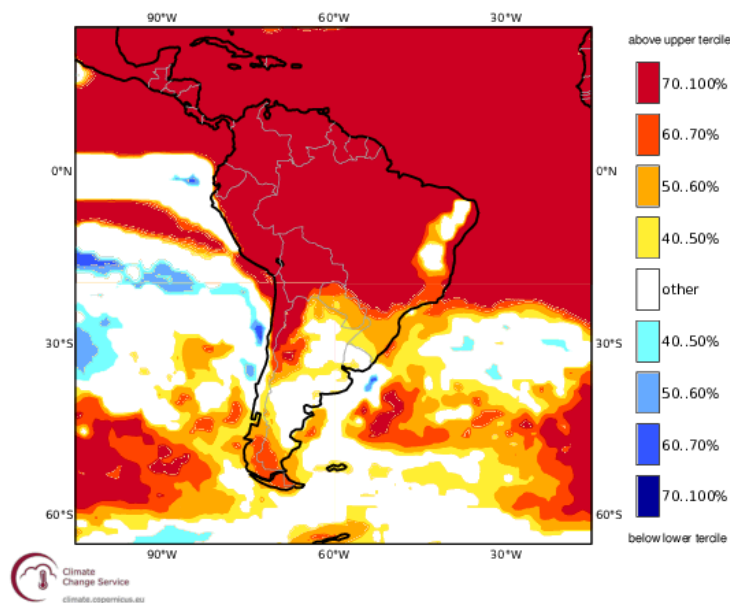 90°W 60°W 30°W
above upper tercile
70..100%
60..70%
50..60%
40..50%
other
40..50%
50..60%
60..70%
70..100%
below lower tercile
0°N 0°N
30°S 30°S
60°S 60°S
90°W 60°W 30°W
Climate
Change Service
climate.copernicus.eu